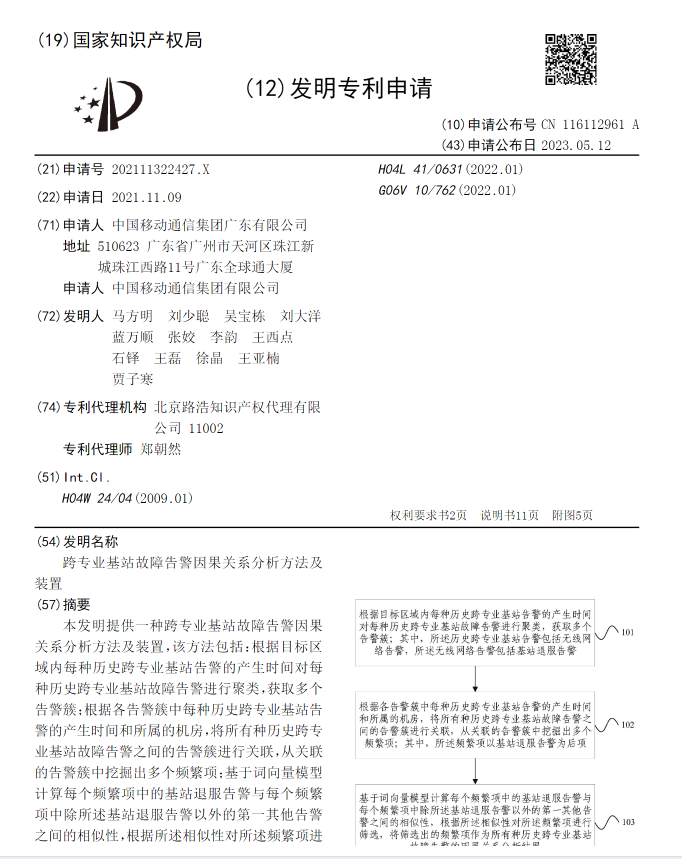 (19)国家知识产权局
(12)发明专利申请
(10)申请公布号 CN 116112961 A
(43)申请公布日 2023.05.12
(21)申请号 202111322427.X
(22)申请日 2021.11.09
(71)申请人 中国移动通信集团广东有限公司
地址 510623 广东省广州市天河区珠江新
城珠江西路11号广东全球通大厦
申请人 中国移动通信集团有限公司
(72)发明人 马方明 刘少聪 吴宝栋 刘大洋
蓝万顺 张姣 李韵 王西点
石铎 王磊 徐晶 王亚楠
贾子寒
(74)专利代理机构 北京路浩知识产权代理有限
公司 11002
专利代理师 郑朝然
(51)Int.Cl.
H04W 24/04(2009.01)
H04L 41/0631(2022.01)
G06V 10/762(2022.01)
权利要求书2页 说明书11页 附图5页
(54)发明名称
跨专业基站故障告警因果关系分析方法及
装置
(57)摘要
本发明提供一种跨专业基站故障告警因果
关系分析方法及装置,该方法包括:根据目标区
域内每种历史跨专业基站告警的产生时间对每
种历史跨专业基站故障告警进行聚类,获取多个
告警簇;根据各告警簇中每种历史跨专业基站告
警的产生时间和所属的机房,将所有种历史跨专
业基站故障告警之间的告警簇进行关联,从关联
的告警簇中挖掘出多个频繁项;基于词向量模型
计算每个频繁项中的基站退服告警与每个频繁
项中除所述基站退服告警以外的第一其他告警
之间的相似性,根据所述相似性对所述频繁项进
根据目标区域内每种历史跨专业基站告警的产生时间
对每种历史跨专业基站故障告警进行聚类，获取多个
告警簇；其中，所述历史跨专业基站告警包括无线网
络告警，所述无线网络告警包括基站退服告警
101
根据各告警簇中每种历史跨专业基站告警的产生时间
和所属的机房，将所有种历史跨专业基站故障告警之
间的告警簇进行关联，从关联的告警簇中挖掘出多个
频繁项；其中，所述频繁项以基站退服告警为后项
102
基于词向量模型计算每个频繁项中的基站退服告警与
每个频繁项中除所述基站退服告警以外的第一其他告
警之间的相似性，根据所述相似性对所述频繁项进行
筛选，将筛选出的频繁项作为所有种历史跨专业基站
103